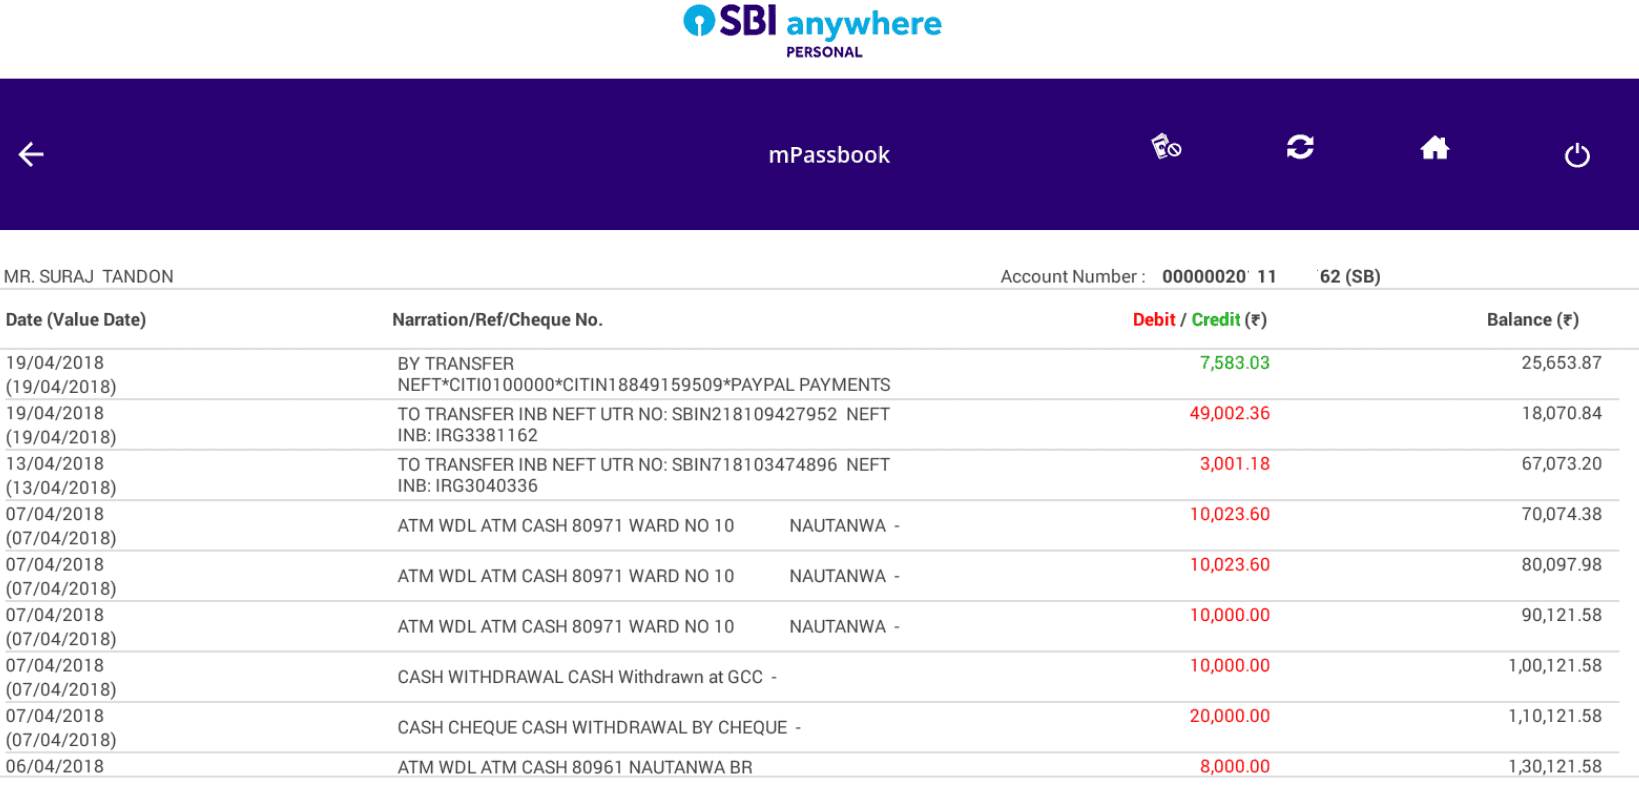 SBI anywhere
PERSONAL
mPassbook
MR. SURAJ TANDON Account Number : 00000020 11 62 (SB)
Date (Value Date) Narration/Ref/Cheque No. Debit / Credit (₹) Balance (₹)
19/04/2018 BY TRANSFER 7,583.03 25,653.87
(19/04/2018) NEFT*CITI0100000*CITIN18849159509*PAYPAL PAYMENTS
19/04/2018 TO TRANSFER INB NEFT UTR NO: SBIN218109427952 NEFT 49,002.36 18,070.84
(19/04/2018) INB: IRG3381162
13/04/2018 TO TRANSFER INB NEFT UTR NO: SBIN718103474896 NEFT 3,001.18 67,073.20
(13/04/2018) INB: IRG3040336
07/04/2018 ATM WDL ATM CASH 80971 WARD NO 10 NAUTANWA - 10,023.60 70,074.38
(07/04/2018)
07/04/2018 ATM WDL ATM CASH 80971 WARD NO 10 NAUTANWA - 10,023.60 80,097.98
(07/04/2018)
07/04/2018 ATM WDL ATM CASH 80971 WARD NO 10 NAUTANWA - 10,000.00 90,121.58
(07/04/2018)
07/04/2018 CASH WITHDRAWAL CASH Withdrawn at GCC - 10,000.00 1,00,121.58
(07/04/2018)
07/04/2018 CASH CHEQUE CASH WITHDRAWAL BY CHEQUE - 20,000.00 1,10,121.58
(07/04/2018)
06/04/2018 ATM WDL ATM CASH 80961 NAUTANWA BR 8,000.00 1,30,121.58